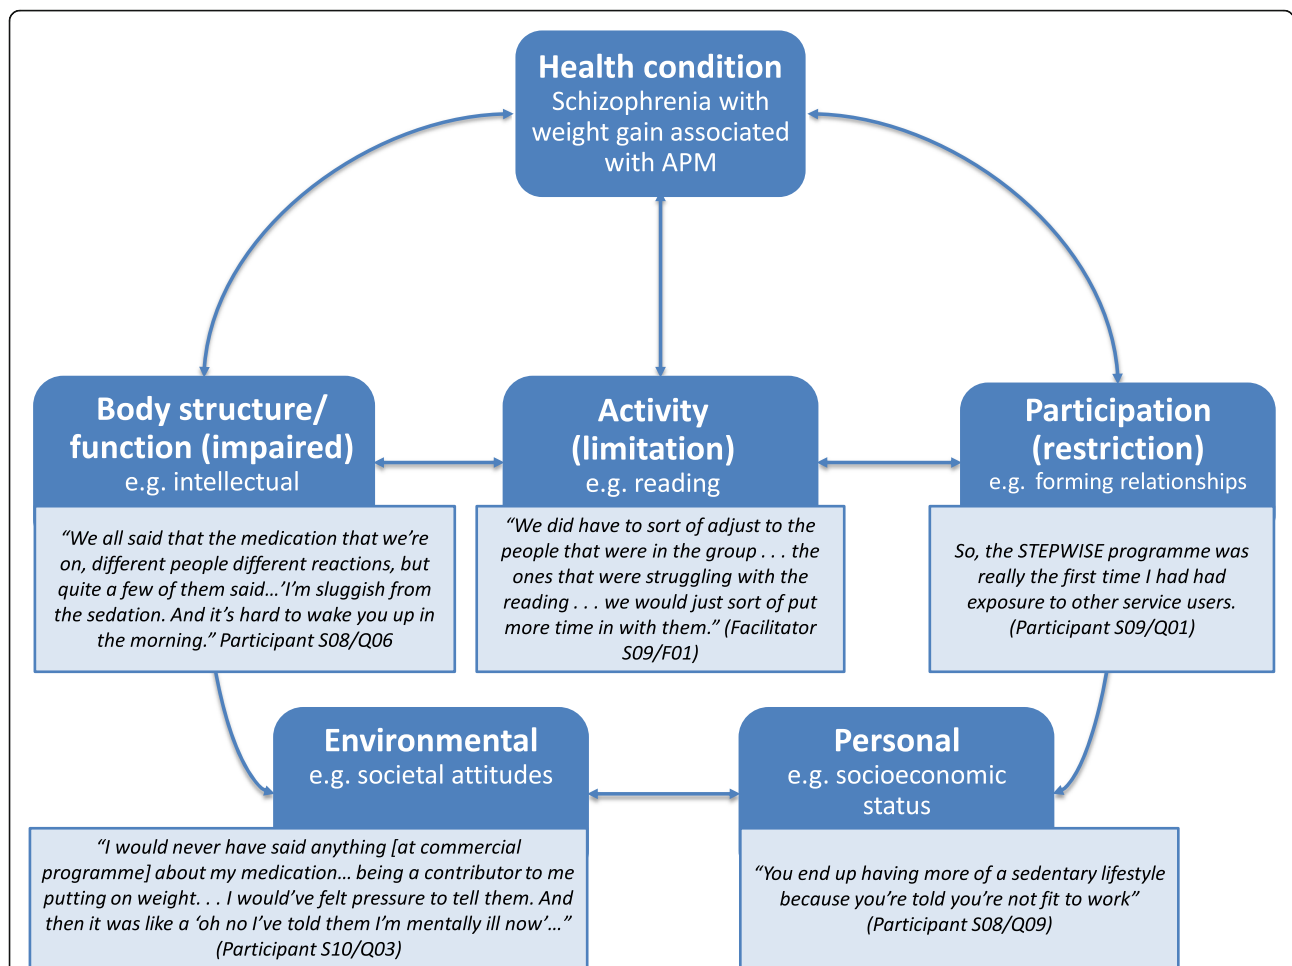 Health condition
Schizophrenia with
weight gain associated
with APM
Body structure/
function (impaired)
e.g. intellectual
“We all said that the medication that we’re
on, different people different reactions, but
quite a few of them said…’I’m sluggish from
the sedation. And it’s hard to wake you up in
the morning.” Participant S08/Q06
Activity
(limitation)
e.g. reading
“We did have to sort of adjust to the
people that were in the group . . . the
ones that were struggling with the
reading . . . we would just sort of put
more time in with them.” (Facilitator
S09/F01)
Participation
(restriction)
e.g. forming relationships
So, the STEPWISE programme was
really the first time I had had
exposure to other service users.
(Participant S09/Q01)
Environmental
e.g. societal attitudes
“I would never have said anything [at commercial
programme] about my medication… being a contributor to me
putting on weight. . . I would’ve felt pressure to tell them. And
then it was like a ‘oh no I’ve told them I’m mentally ill now’…”
(Participant S10/Q03)
Personal
e.g. socioeconomic
status
“You end up having more of a sedentary lifestyle
because you’re told you’re not fit to work”
(Participant S08/Q09)